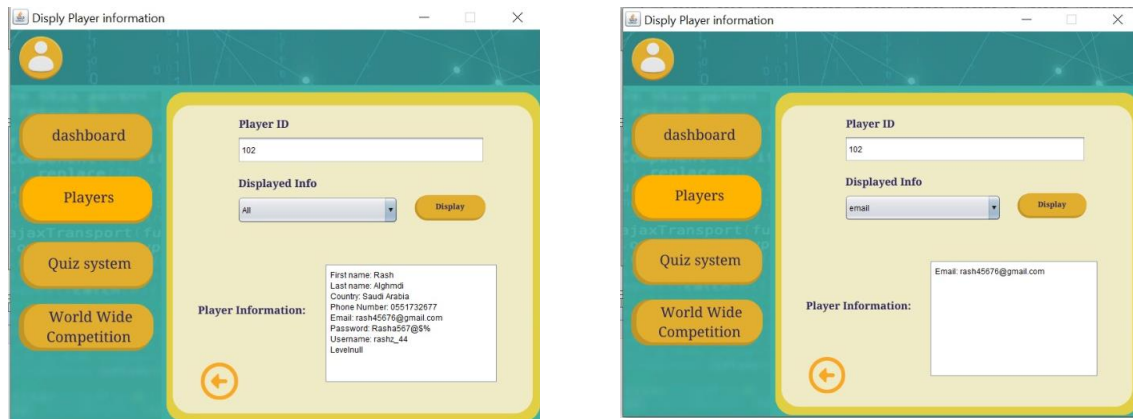 Disply Player information
dashboard
Players
Quiz system
World Wide
Competition
Player ID
102
Displayed Info
All
Display
Player Information:
First name: Rash
Last name: Alghmdi
Country: Saudi Arabia
Phone Number: 0551732677
Email: rash45676@gmail.com
Password: Rasha567@$%
Username: rashz_44
Levelnull
Disply Player information
dashboard
Players
Quiz system
World Wide
Competition
Player ID
102
Displayed Info
email
Display
Player Information:
Email: rash45676@gmail.com